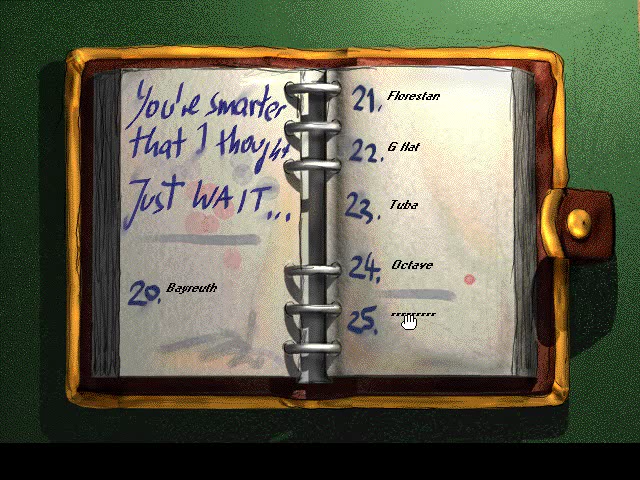 You're smarter
that I thought
Just WAIT...
20. Bayreuth
21. Florestan
22. G flat
23. Tuba
24. Octave
25. ---------